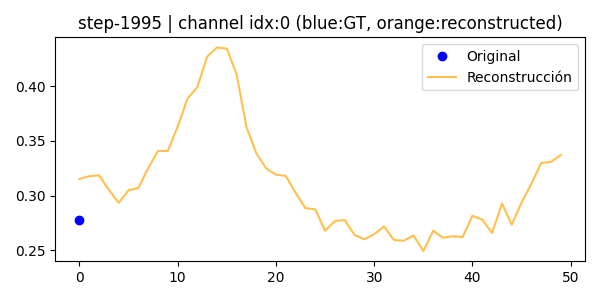 step-1995 | channel idx:0 (blue:GT, orange:reconstructed)
Original
Reconstrucción
0.40
0.35
0.30
0.25
0 10 20 30 40 50